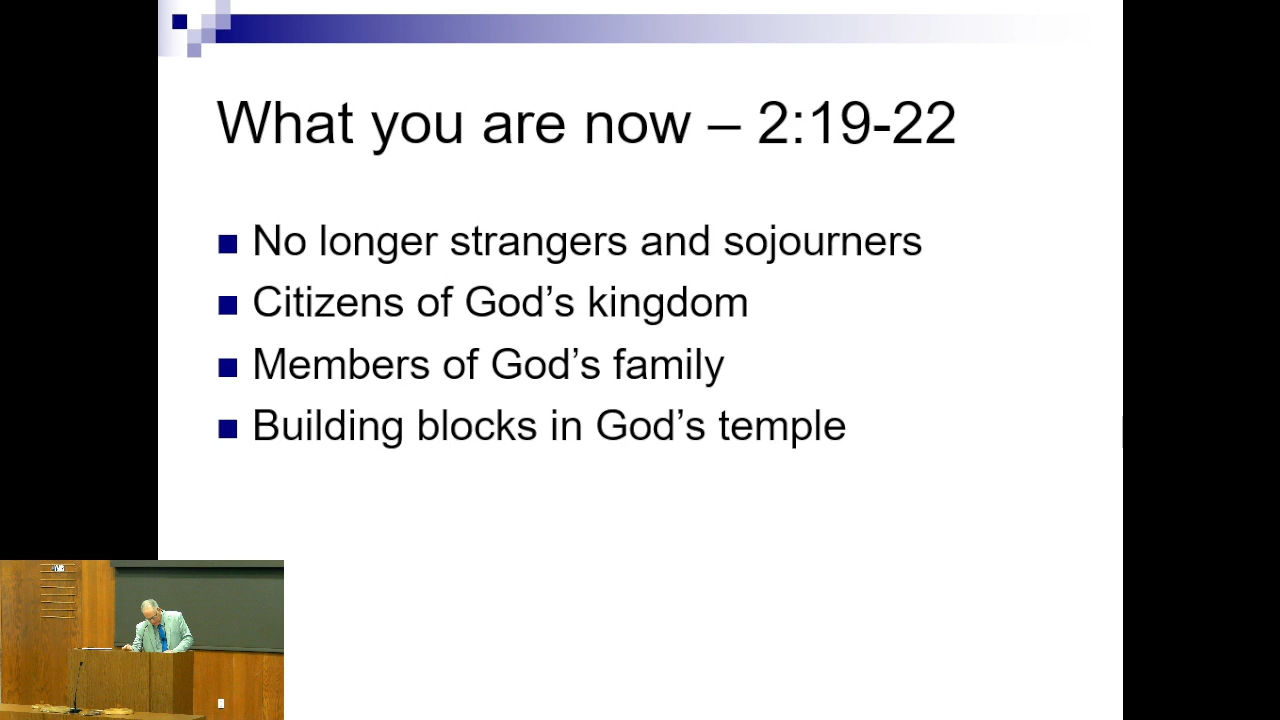 What you are now – 2:19-22
No longer strangers and sojourners
Citizens of God’s kingdom
Members of God’s family
Building blocks in God’s temple